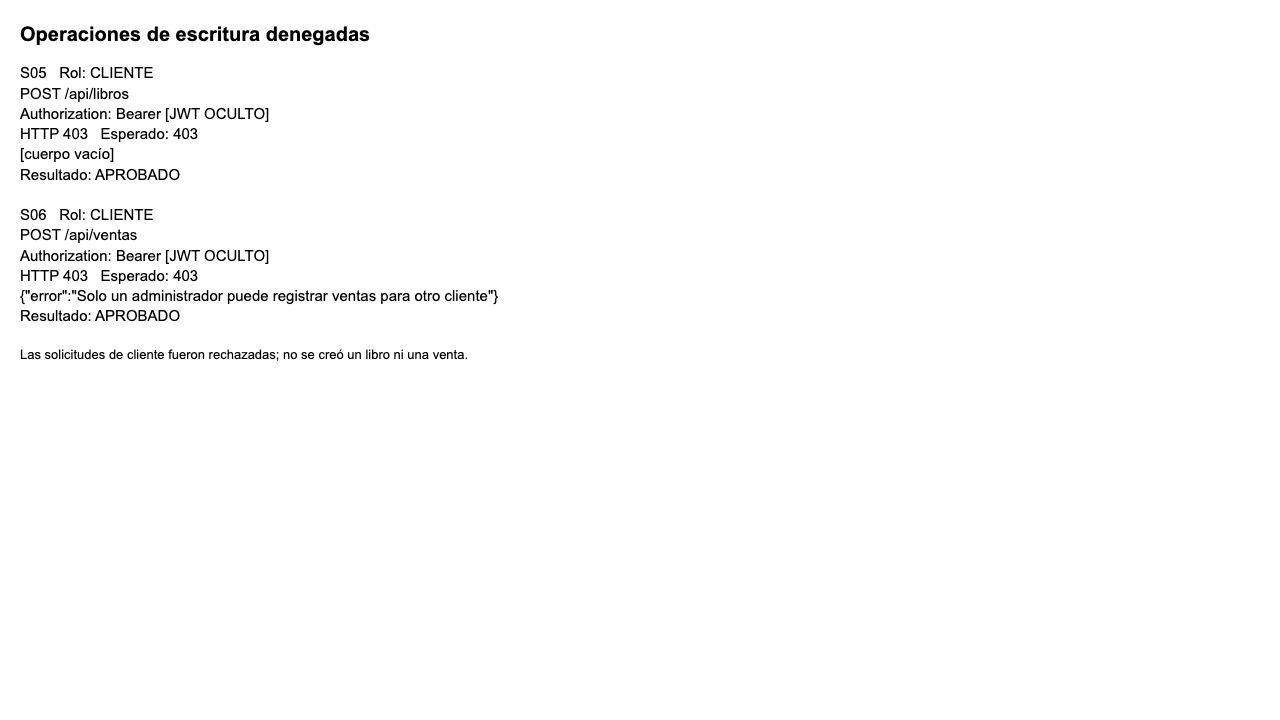 Operaciones de escritura denegadas
S05   Rol: CLIENTE
POST /api/libros
Authorization: Bearer [JWT OCULTO]
HTTP 403   Esperado: 403
[cuerpo vacío]
Resultado: APROBADO
S06   Rol: CLIENTE
POST /api/ventas
Authorization: Bearer [JWT OCULTO]
HTTP 403   Esperado: 403
{"error":"Solo un administrador puede registrar ventas para otro cliente"}
Resultado: APROBADO
Las solicitudes de cliente fueron rechazadas; no se creó un libro ni una venta.